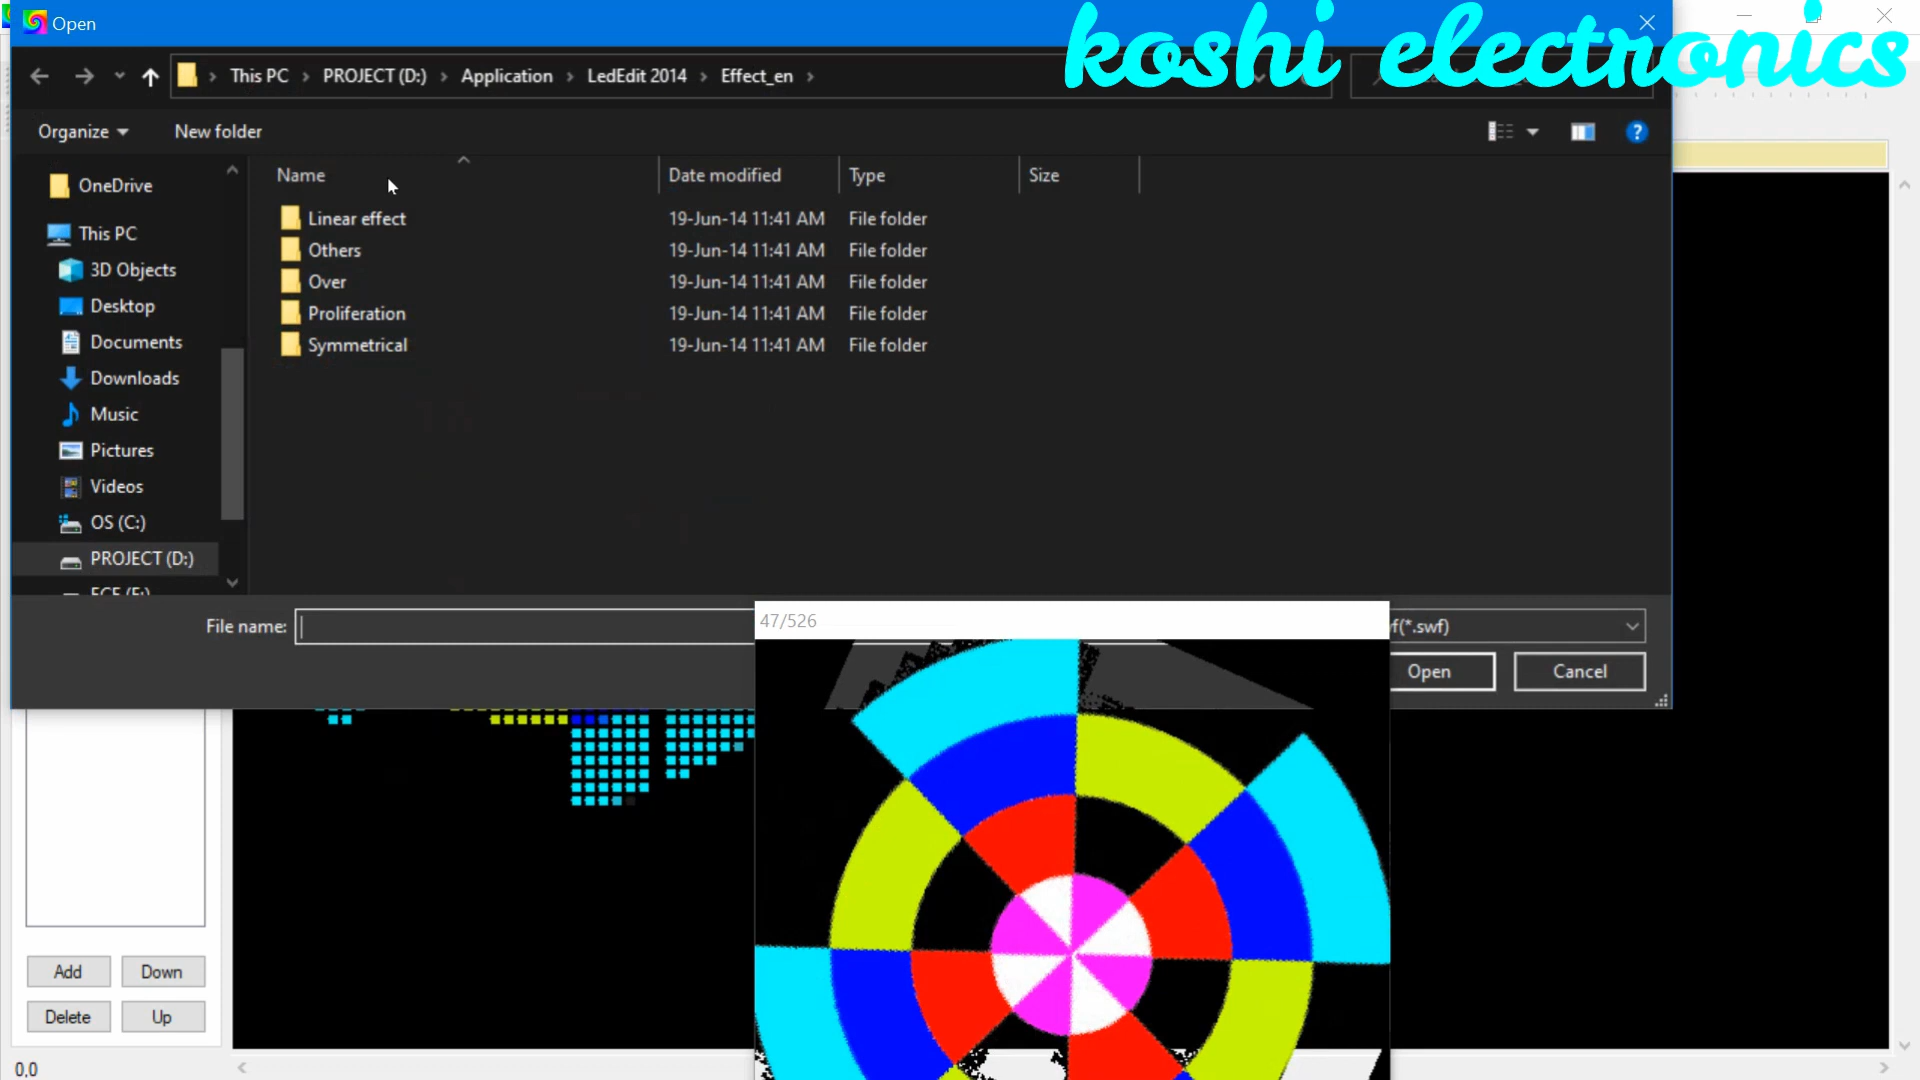 Open
koshi electronics
This PC
PROJECT (D:)
Application
LedEdit 2014
Effect_en
Organize
New folder
?
Name
Date modified
Type
Size
OneDrive
This PC
3D Objects
Desktop
Documents
Downloads
Music
Pictures
Videos
OS (C:)
PROJECT (D:)
Linear effect 19-Jun-14 11:41 AM File folder
Others 19-Jun-14 11:41 AM File folder
Over 19-Jun-14 11:41 AM File folder
Proliferation 19-Jun-14 11:41 AM File folder
Symmetrical 19-Jun-14 11:41 AM File folder
File name:
47/526
(*.swf)
Open
Cancel
Add
Down
Delete
Up
0,0